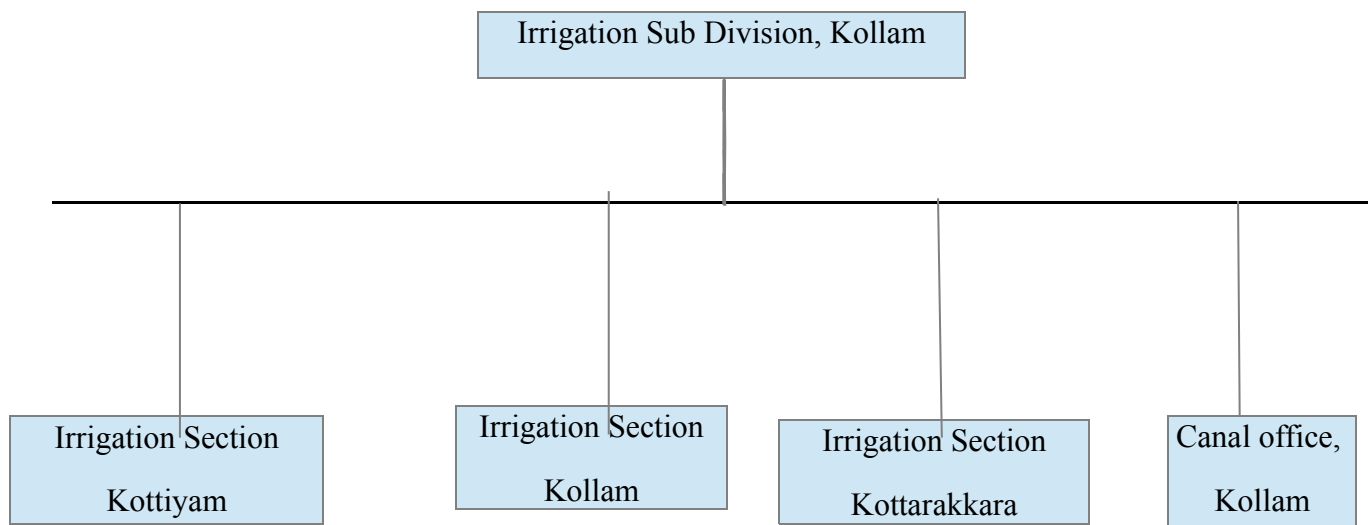 Irrigation Sub Division, Kollam
Irrigation Section
Kottiyam
Irrigation Section
Kollam
Irrigation Section
Kottarakkara
Canal office,
Kollam